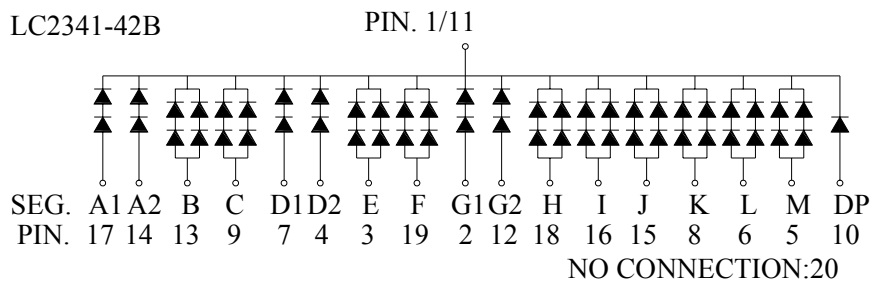 LC2341-42B PIN. 1/11
SEG. A1 A2 B C D1 D2 E F G1 G2 H I J K L M DP
PIN. 17 14 13 9 7 4 3 19 2 12 18 16 15 8 6 5 10
NO CONNECTION:20